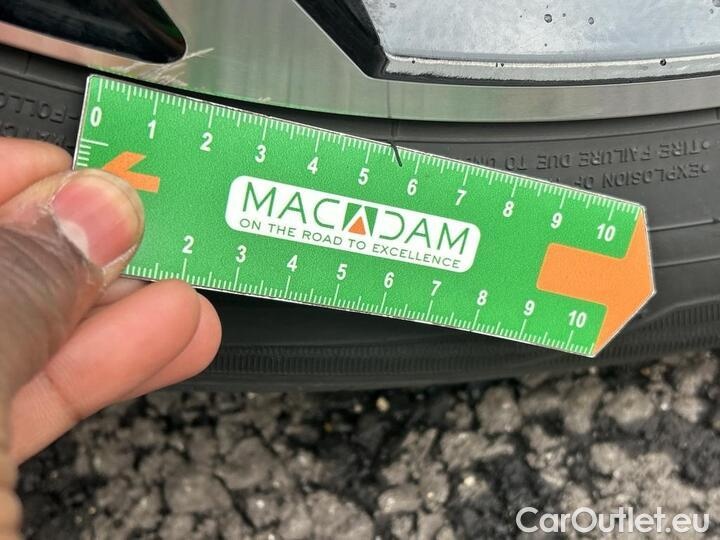 0 1 2 3 4 5 6 7 8 9 10
MACADAM
ON THE ROAD TO EXCELLENCE
2 3 4 5 6 7 8 9 10
• EXPLOSION OF
• TIRE FAILURE DUE TO
CarOutlet.eu